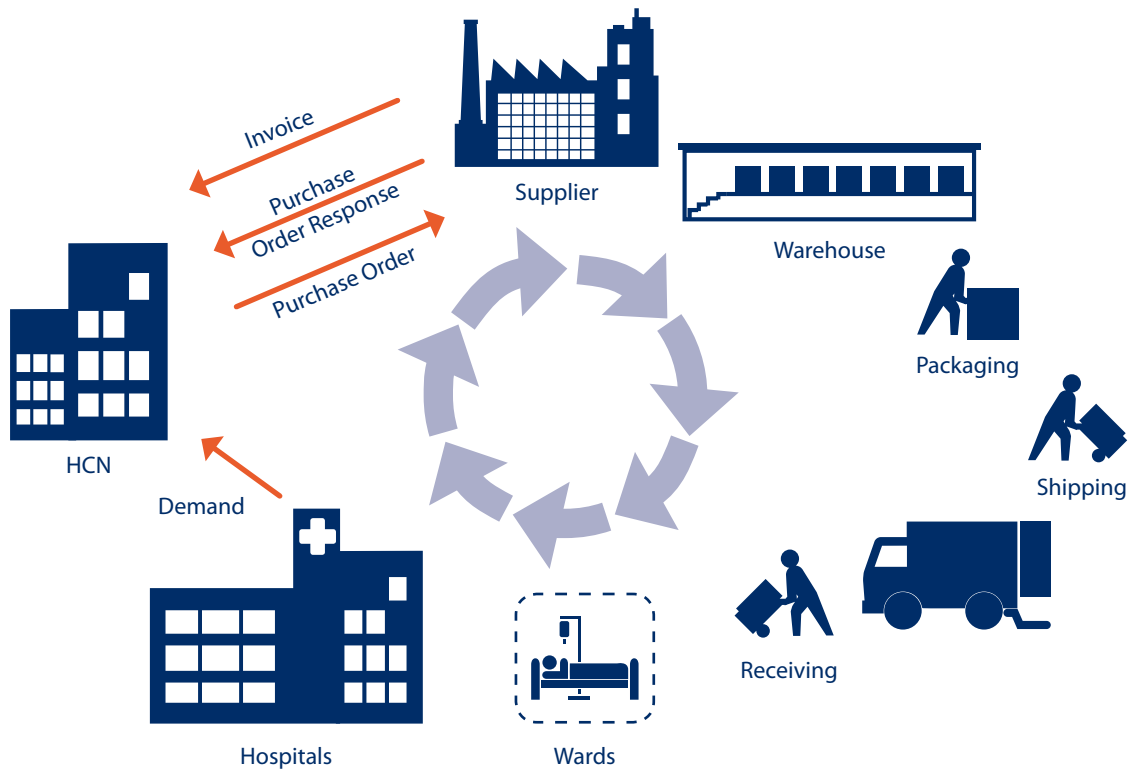 Invoice
Purchase
Order Response
Purchase Order
Supplier
Warehouse
Packaging
Shipping
HCN
Demand
Receiving
Hospitals
Wards